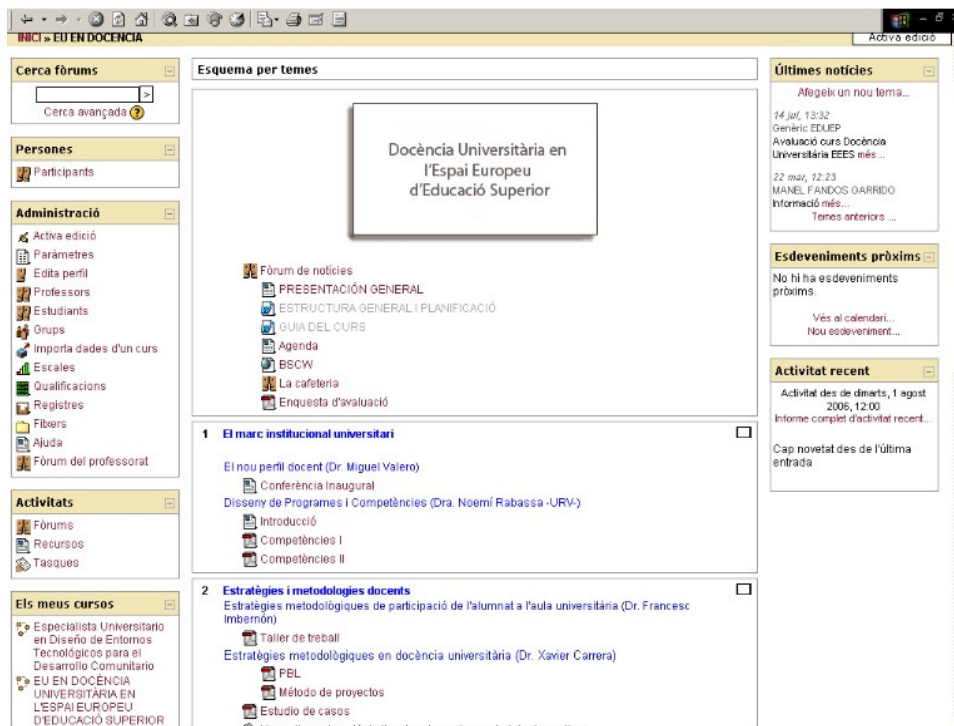 INICI » EU EN DOCENCIA
Activa edició
Cerca fòrums
>
Cerca avançada ?
Persones
Participants
Administració
Activa edició
Paràmetres
Edita perfil
Professors
Estudiants
Grups
Importa dades d'un curs
Escales
Qualificacions
Registres
Fitxers
Ajuda
Fòrum del professorat
Activitats
Fòrums
Recursos
Tasques
Els meus cursos
Especialista Universitario
en Diseño de Entornos
Tecnológicos para el
Desarrollo Comunitario
EU EN DOCÈNCIA
UNIVERSITÀRIA EN
L'ESPAI EUROPEU
D'EDUCACIÓ SUPERIOR
Esquema per temes
Docència Universitària en
l'Espai Europeu
d'Educació Superior
Fòrum de notícies
PRESENTACIÓN GENERAL
ESTRUCTURA GENERAL I PLANIFICACIÓ
GUIA DEL CURS
Agenda
BSCW
La cafeteria
Enquesta d'avaluació
1 El marc institucional universitari
El nou perfil docent (Dr. Miguel Valero)
Conferència Inaugural
Disseny de Programes i Competències (Dra. Noemí Rabassa -URV-)
Introducció
Competències I
Competències II
2 Estratègies i metodologies docents
Estratègies metodològiques de participació de l'alumnat a l'aula universitària (Dr. Francesc
Imbernón)
Taller de treball
Estratègies metodològiques en docència universitària (Dr. Xavier Carrera)
PBL
Método de proyectos
Estudio de casos
Últimes notícies
Afegeix un nou tema...
14 jul, 13:32
Genèric EDUEP
Avaluació curs Docència
Universitària EEES més...
22 mar, 12:23
MANEL FANDOS GARRIDO
Informació més...
Temes anteriors ...
Esdeveniments pròxims
No hi ha esdeveniments
pròxims.
Vés al calendari...
Nou esdeveniment...
Activitat recent
Activitat des de dimarts, 1 agost
2006, 12:00
Informe complet d'activitat recent...
Cap novetat des de l'última
entrada